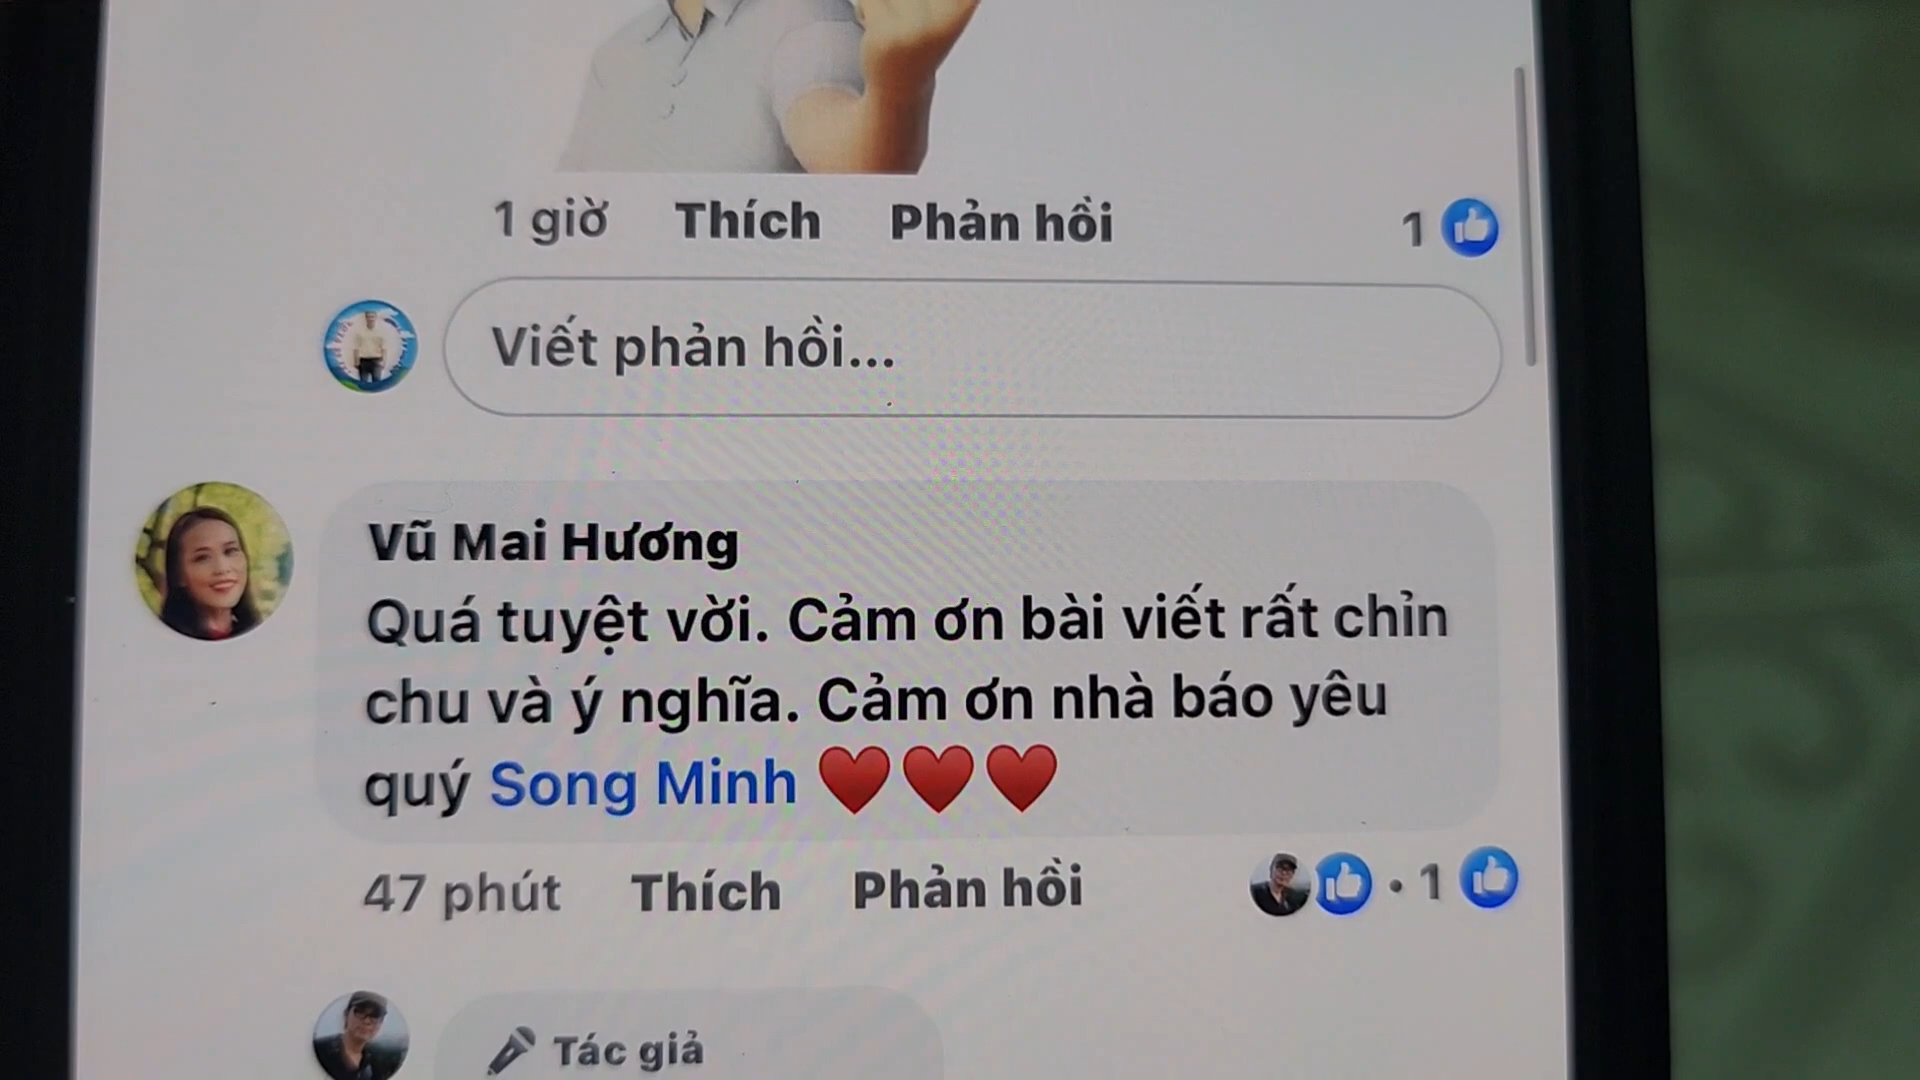 1 giờ Thích Phản hồi 1
Viết phản hồi...
Vũ Mai Hương
Quá tuyệt vời. Cảm ơn bài viết rất chỉn
chu và ý nghĩa. Cảm ơn nhà báo yêu
quý Song Minh ❤️❤️❤️
47 phút Thích Phản hồi · 1
Tác giả